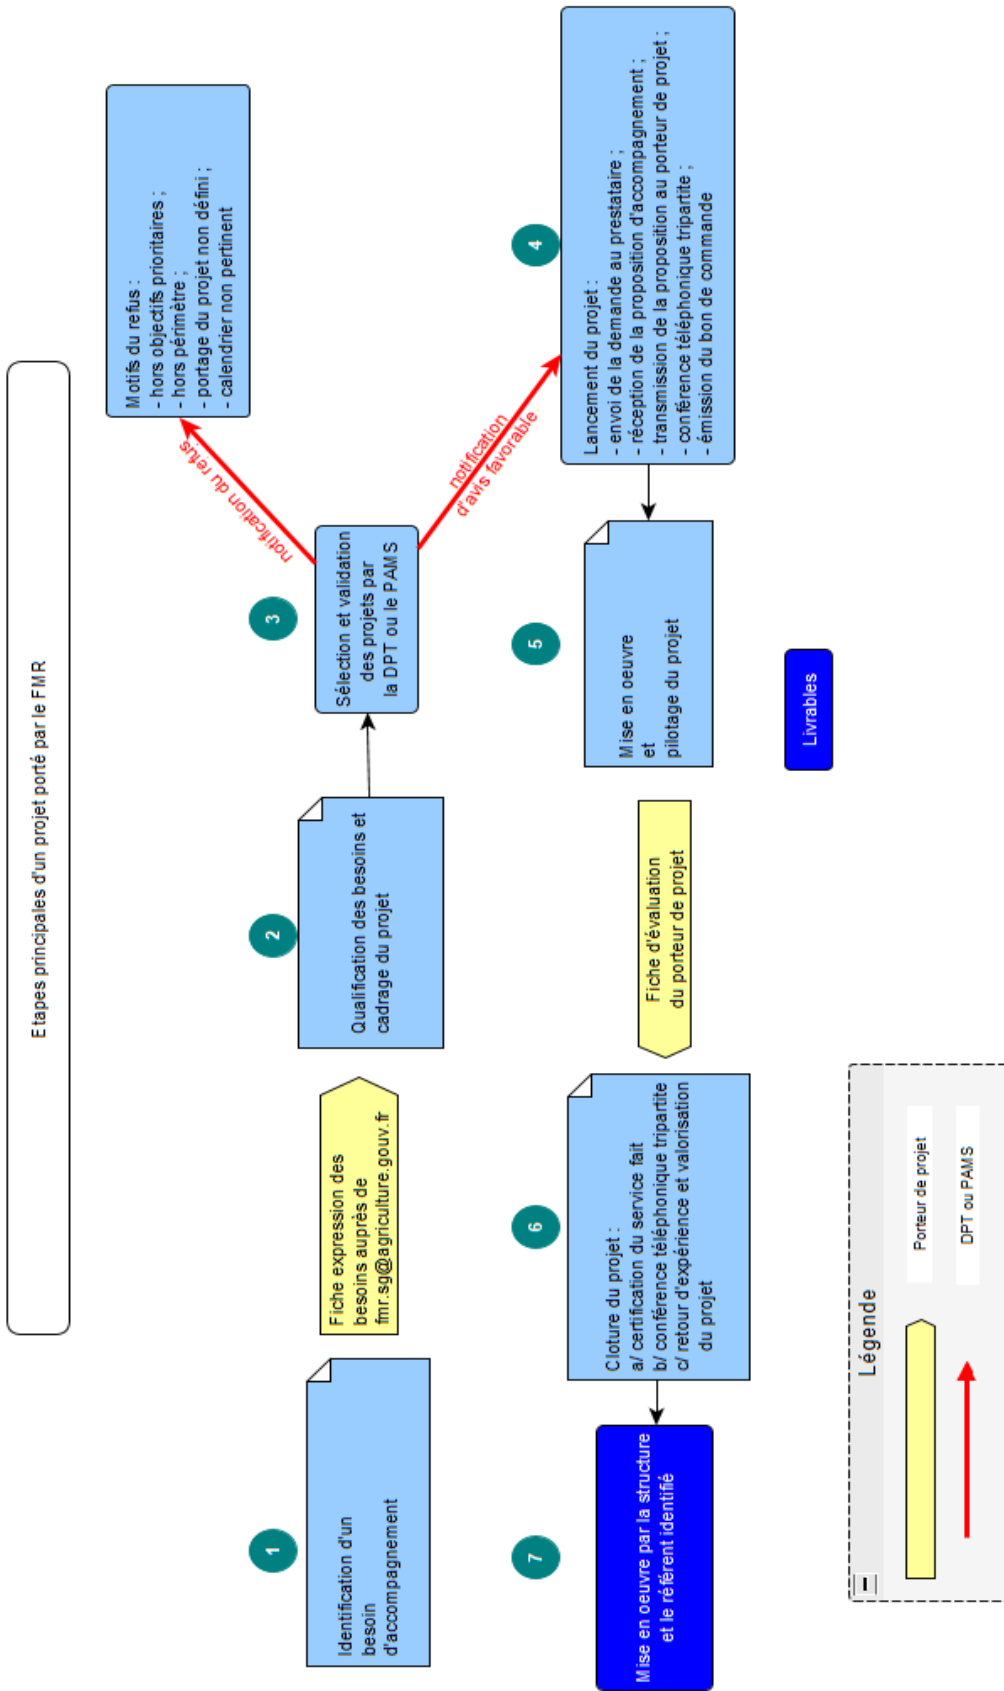 Etapes principales d'un projet porté par le FMR
1
Identification d'un
besoin
d'accompagnement
Fiche expression des
besoins auprès de
fmr.sg@agriculture.gouv.fr
2
Qualification des besoins et
cadrage du projet
3
Sélection et validation
des projets par
la DPT ou le PAMS
notification du refus
Motifs du refus :
- hors objectifs prioritaires ;
- hors périmètre ;
- portage du projet non défini ;
- calendrier non pertinent
notification
d'avis favorable
4
Lancement du projet :
- envoi de la demande au prestataire ;
- réception de la proposition d'accompagnement ;
- transmission de la proposition au porteur de projet ;
- conférence téléphonique tripartite ;
- émission du bon de commande
5
Mise en oeuvre
et
pilotage du projet
Fiche d'évaluation
du porteur de projet
6
Cloture du projet :
a/ certification du service fait
b/ conférence téléphonique tripartite
c/ retour d'expérience et valorisation
du projet
7
Mise en oeuvre par la structure
et le référent identifié
Livrables
Légende
Porteur de projet
DPT ou PAMS